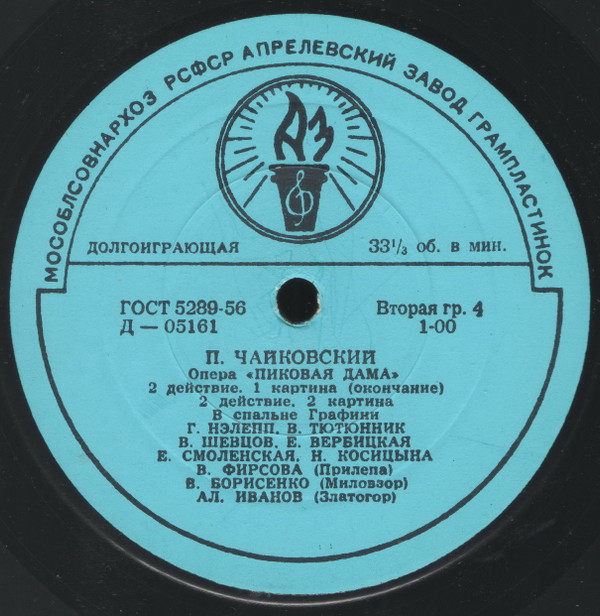 МОСОБЛСОВНАРХОЗ РСФСР АПРЕЛЕВСКИЙ ЗАВОД ГРАМПЛАСТИНОК
АЗ
ДОЛГОИГРАЮЩАЯ 33⅓ об. в мин.
ГОСТ 5289-56 Вторая гр. 4
Д — 05161 1-00
П. ЧАЙКОВСКИЙ
Опера «ПИКОВАЯ ДАМА»
2 действие. 1 картина (окончание)
2 действие. 2 картина
В спальне Графини
Г. НЭЛЕПП. В. ТЮТЮННИК
В. ШЕВЦОВ. Е. ВЕРБИЦКАЯ
Е. СМОЛЕНСКАЯ. Н. КОСИЦЫНА
В. ФИРСОВА (Прилепа)
В. БОРИСЕНКО (Миловзор)
АЛ. ИВАНОВ (Златогор)